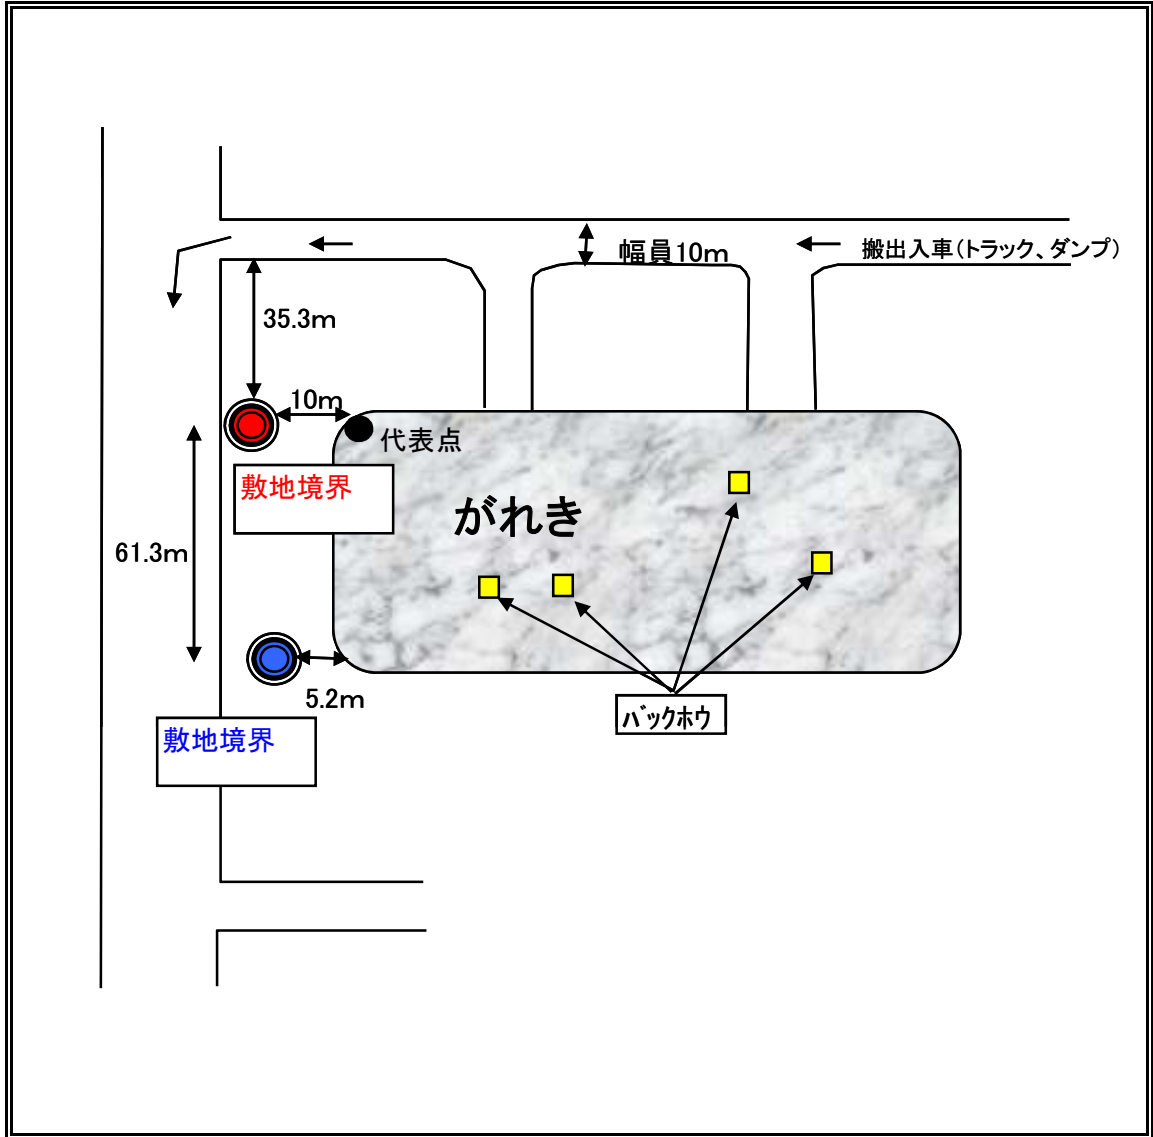 幅員10m
搬出入車(トラック、ダンプ)
35.3m
10m
代表点
敷地境界
がれき
61.3m
5.2m
ﾊﾞｯｸﾎｳ
敷地境界